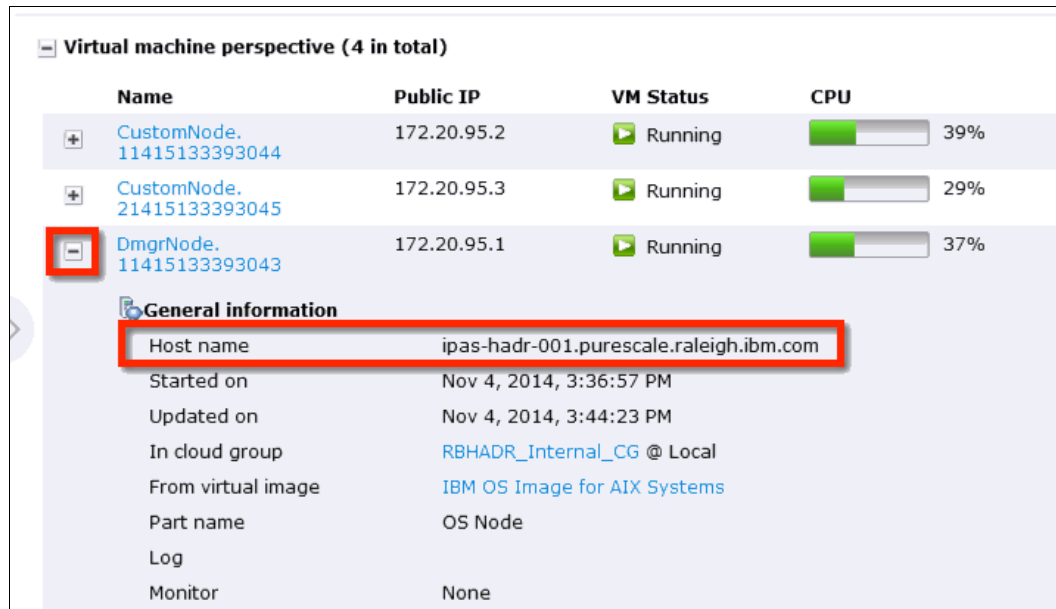 Virtual machine perspective (4 in total)
Name Public IP VM Status CPU
CustomNode. 172.20.95.2 Running 39%
11415133393044
CustomNode. 172.20.95.3 Running 29%
21415133393045
DmgrNode. 172.20.95.1 Running 37%
11415133393043
General information
Host name ipas-hadr-001.purescale.raleigh.ibm.com
Started on Nov 4, 2014, 3:36:57 PM
Updated on Nov 4, 2014, 3:44:23 PM
In cloud group RBHADR_Internal_CG @ Local
From virtual image IBM OS Image for AIX Systems
Part name OS Node
Log
Monitor None